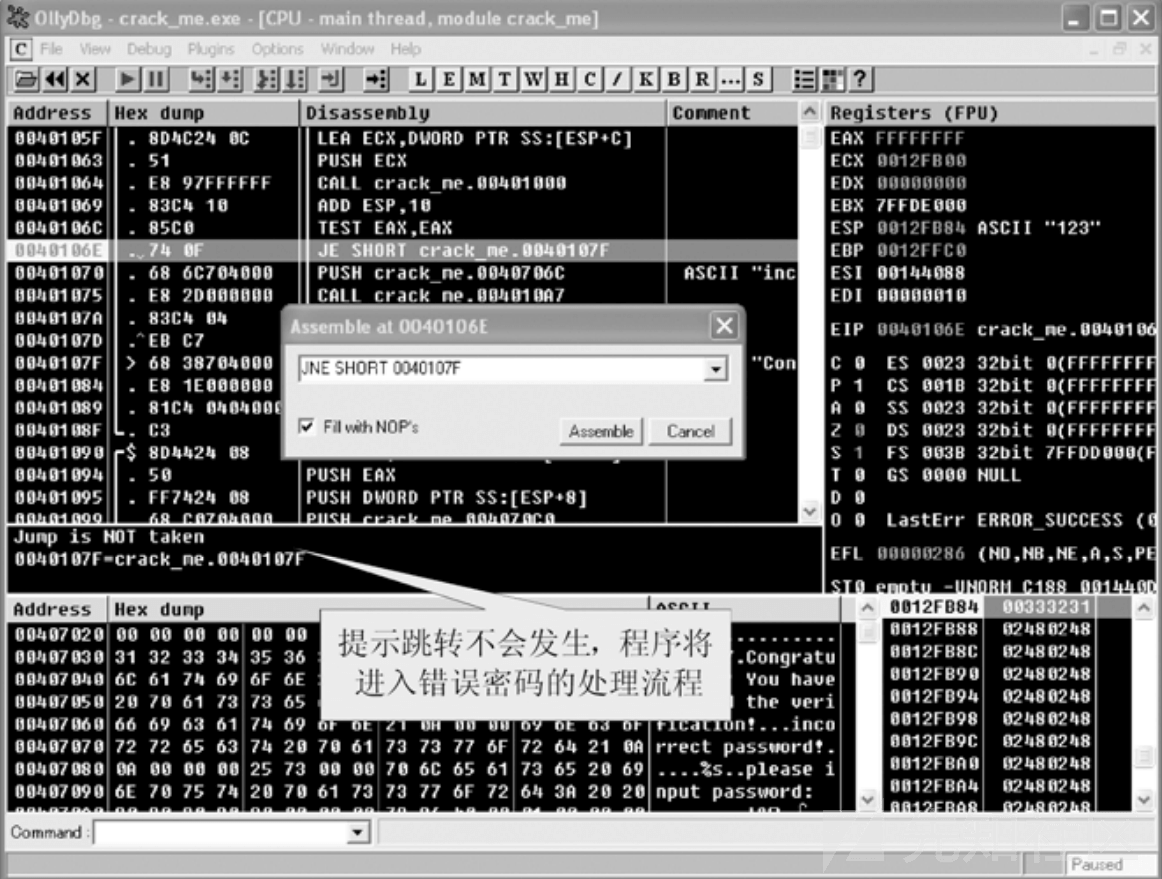 OllyDbg - crack_me.exe - [CPU - main thread, module crack_me]
C File View Debug Plugins Options Window Help
L E M T W H C / K B R ... S ?
Address Hex dump Disassembly Comment
0040105F . 8D4C24 0C LEA ECX,DWORD PTR SS:[ESP+C]
00401063 . 51 PUSH ECX
00401064 . E8 97FFFFFF CALL crack_me.00401000
00401069 . 83C4 10 ADD ESP,10
0040106C . 85C0 TEST EAX,EAX
0040106E . 74 0F JE SHORT crack_me.0040107F
00401070 . 68 6C704000 PUSH crack_me.0040706C ASCII "inc
00401075 . E8 2D000000 CALL crack_me.004010A7
0040107A . 83C4 04
0040107D .^EB C7
0040107F > 68 38704000 "Con
00401084 . E8 1E000000
00401089 . 81C4 0404000
0040108F . C3
00401090 $ 8D4424 08
00401094 . 50 PUSH EAX
00401095 . FF7424 08 PUSH DWORD PTR SS:[ESP+8]
00401099 . 68 C0704000 PUSH crack_me.004070C0
Assemble at 0040106E
JNE SHORT 0040107F
Fill with NOP's
Assemble Cancel
Registers (FPU)
EAX FFFFFFFF
ECX 0012FB00
EDX 00000000
EBX 7FFDE000
ESP 0012FB84 ASCII "123"
EBP 0012FFC0
ESI 00144088
EDI 00000010
EIP 0040106E crack_me.0040106
C 0 ES 0023 32bit 0(FFFFFFFF
P 1 CS 001B 32bit 0(FFFFFFFF
A 0 SS 0023 32bit 0(FFFFFFFF
Z 0 DS 0023 32bit 0(FFFFFFFF
S 1 FS 003B 32bit 7FFDD000(F
T 0 GS 0000 NULL
D 0
O 0 LastErr ERROR_SUCCESS (0
EFL 00000286 (NO,NB,NE,A,S,PE
ST0 empty -UNORM C188 001440D
Jump is NOT taken
0040107F=crack_me.0040107F
提示跳转不会发生，程序将
进入错误密码的处理流程
Address Hex dump ASCII
00407020 00 00 00 00 00 00 .........
00407030 31 32 33 34 35 36 .Congratu
00407040 6C 61 74 69 6F 6E You have
00407050 20 70 61 73 73 65 the veri
00407060 66 69 63 61 74 69 6F 6E 21 0A 00 00 69 6E 63 6F fication!...inco
00407070 72 72 65 63 74 20 70 61 73 73 77 6F 72 64 21 0A rrect password!.
00407080 0A 00 00 00 25 73 00 00 70 6C 65 61 73 65 20 69 ....%s..please i
00407090 6E 70 75 74 20 70 61 73 73 77 6F 72 64 3A 20 20 nput password:
0012FB84 00333231
0012FB88 02480248
0012FB8C 02480248
0012FB90 02480248
0012FB94 02480248
0012FB98 02480248
0012FB9C 02480248
0012FBA0 02480248
0012FBA4 02480248
0012FBA8 02480248
Command :
Paused